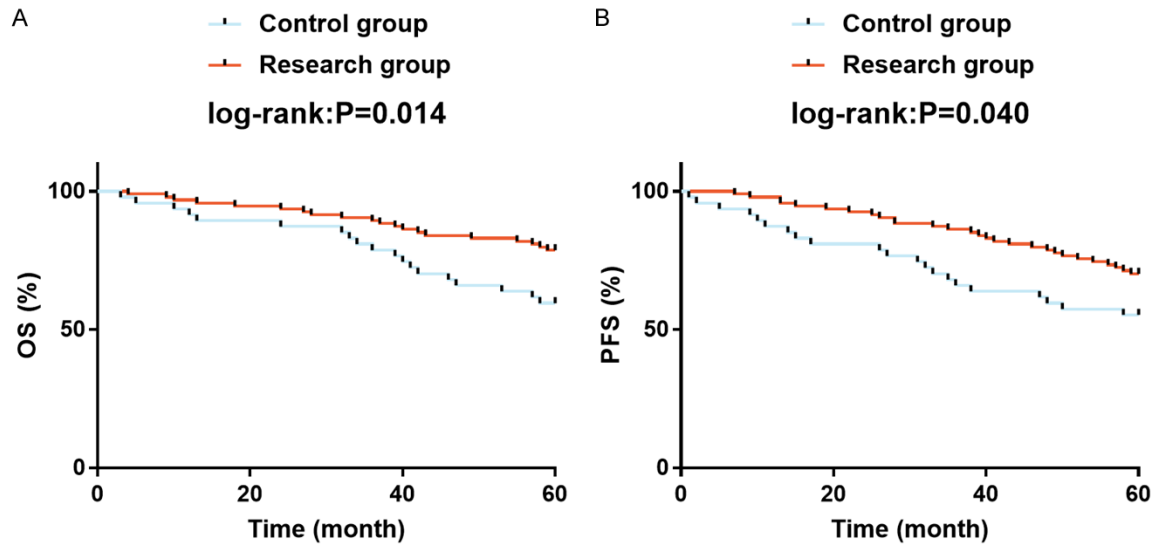 A
Control group
Research group
log-rank:P=0.014
100
50
0
OS (%)
0 20 40 60
Time (month)
B
Control group
Research group
log-rank:P=0.040
100
50
0
PFS (%)
0 20 40 60
Time (month)